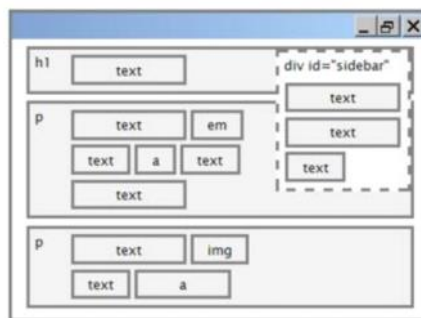 h1
text
div id="sidebar"
text
text
text
p
text em
text a text
text
p
text img
text a